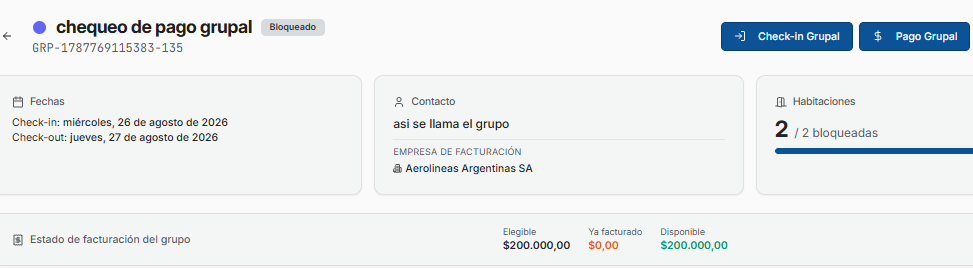 chequeo de pago grupal Bloqueado
GRP-1787769115383-135
Check-in Grupal
Pago Grupal
Fechas
Check-in: miércoles, 26 de agosto de 2026
Check-out: jueves, 27 de agosto de 2026
Contacto
asi se llama el grupo
EMPRESA DE FACTURACIÓN
Aerolineas Argentinas SA
Habitaciones
2 / 2 bloqueadas
Estado de facturación del grupo
Elegible
$200.000,00
Ya facturado
$0,00
Disponible
$200.000,00